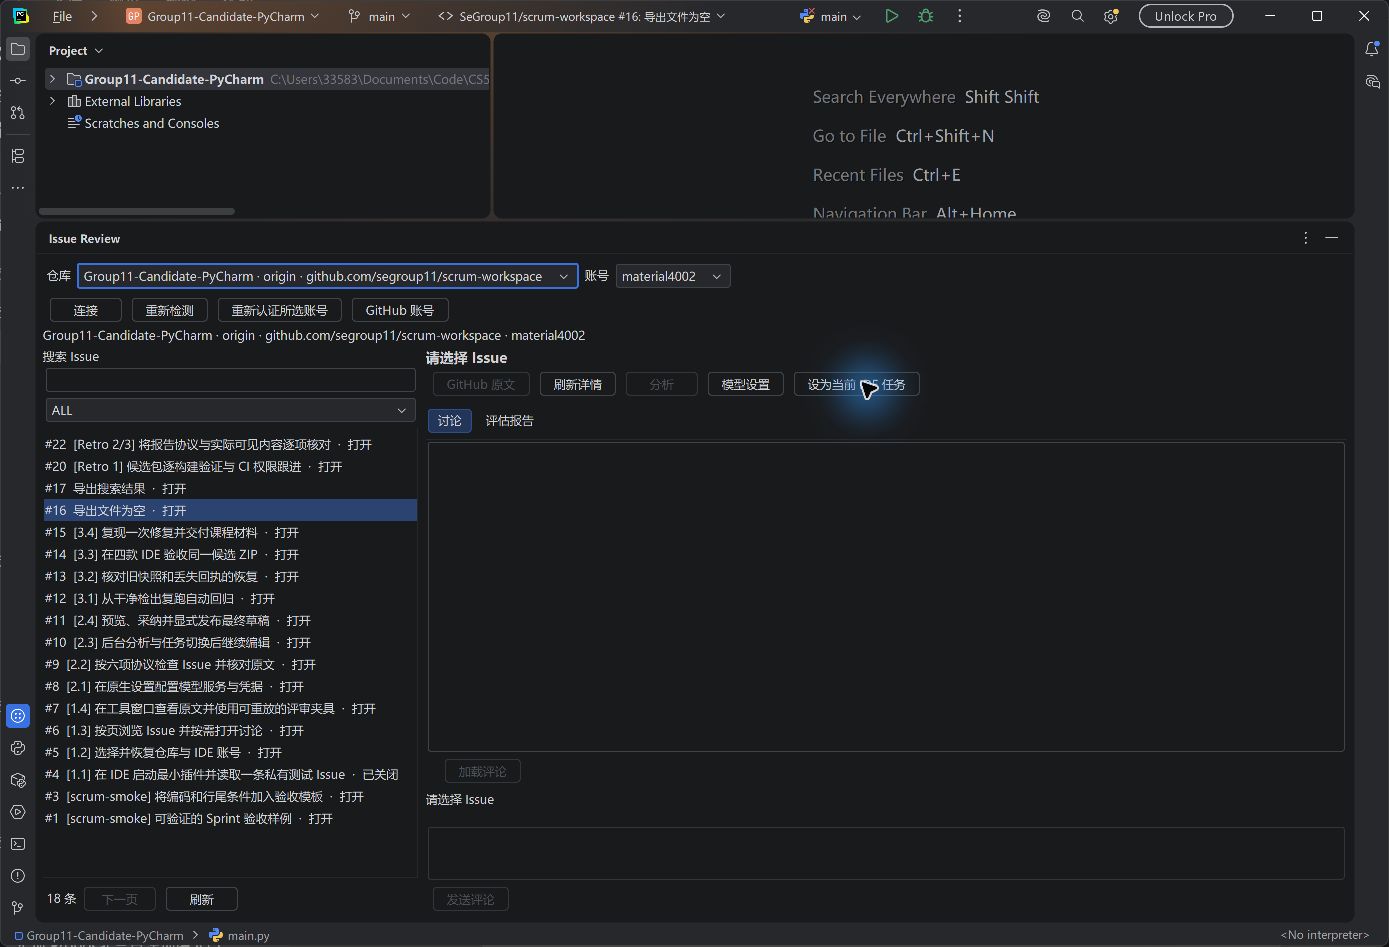 File
GP Group11-Candidate-PyCharm
main
<> SeGroup11/scrum-workspace #16: 导出文件为空
main
Unlock Pro
Project
Group11-Candidate-PyCharm C:\Users\33583\Documents\Code\CS5
External Libraries
Scratches and Consoles
Search Everywhere Shift Shift
Go to File Ctrl+Shift+N
Recent Files Ctrl+E
Navigation Bar Alt+Home
Issue Review
仓库 Group11-Candidate-PyCharm · origin · github.com/segroup11/scrum-workspace 账号 material4002
连接 重新检测 重新认证所选账号 GitHub 账号
Group11-Candidate-PyCharm · origin · github.com/segroup11/scrum-workspace · material4002
搜索 Issue
ALL
#22 [Retro 2/3] 将报告协议与实际可见内容逐项核对 · 打开
#20 [Retro 1] 候选包逐构建验证与 CI 权限跟进 · 打开
#17 导出搜索结果 · 打开
#16 导出文件为空 · 打开
#15 [3.4] 复现一次修复并交付课程材料 · 打开
#14 [3.3] 在四款 IDE 验收同一候选 ZIP · 打开
#13 [3.2] 核对旧快照和丢失回执的恢复 · 打开
#12 [3.1] 从干净检出复跑自动回归 · 打开
#11 [2.4] 预览、采纳并显式发布最终草稿 · 打开
#10 [2.3] 后台分析与任务切换后继续编辑 · 打开
#9 [2.2] 按六项协议检查 Issue 并核对原文 · 打开
#8 [2.1] 在原生设置配置模型服务与凭据 · 打开
#7 [1.4] 在工具窗口查看原文并使用可重放的评审夹具 · 打开
#6 [1.3] 按页浏览 Issue 并按需打开讨论 · 打开
#5 [1.2] 选择并恢复仓库与 IDE 账号 · 打开
#4 [1.1] 在 IDE 启动最小插件并读取一条私有测试 Issue · 已关闭
#3 [scrum-smoke] 将编码和行尾条件加入验收模板 · 打开
#1 [scrum-smoke] 可验证的 Sprint 验收样例 · 打开
18 条 下一页 刷新
请选择 Issue
GitHub 原文 刷新详情 分析 模型设置 设为当前 任务
讨论 评估报告
加载评论
请选择 Issue
发送评论
Group11-Candidate-PyCharm > main.py
<No interpreter>